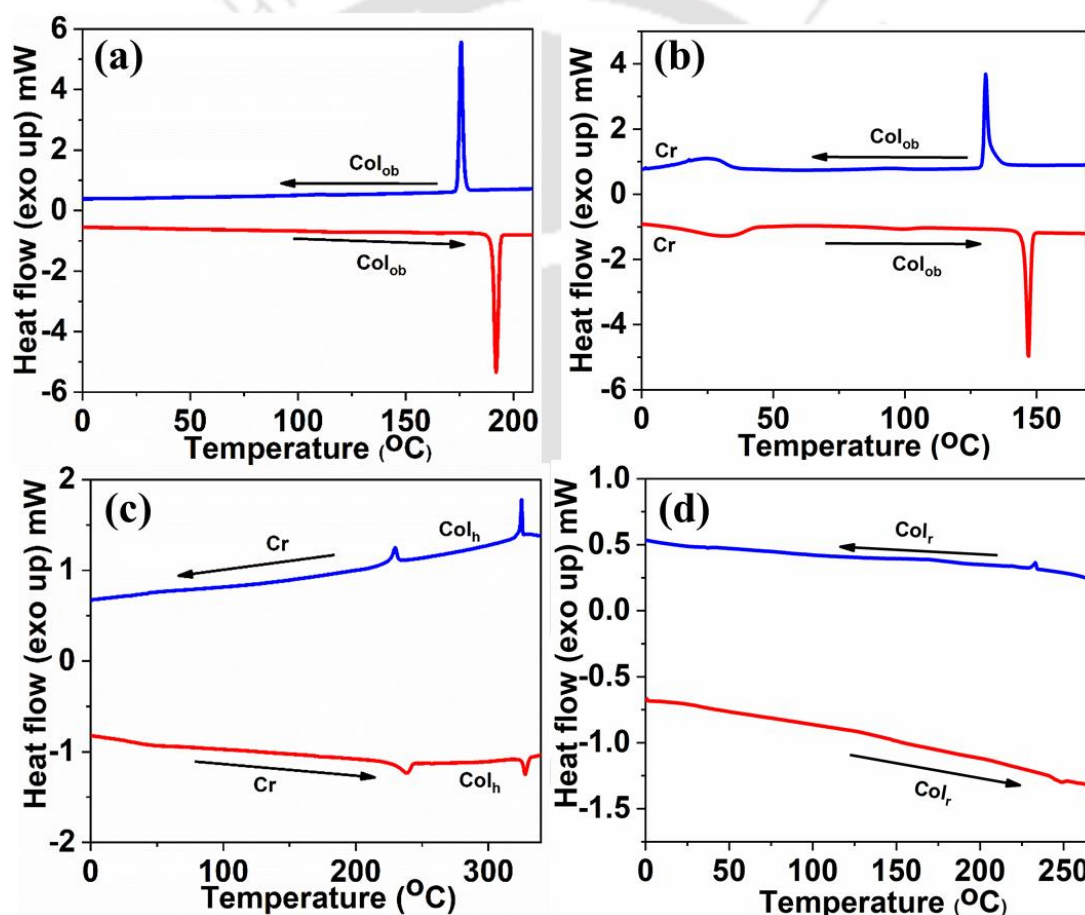 (a)
Heat flow (exo up) mW
6
4
2
0
-2
-4
-6
Col_ob
Col_ob
0 50 100 150 200
Temperature (°C)
(b)
Heat flow (exo up) mW
4
2
0
-2
-4
-6
Cr
Col_ob
Cr
Col_ob
0 50 100 150
Temperature (°C)
(c)
Heat flow (exo up) mW
2
1
0
-1
-2
Cr
Col_h
Cr
Col_h
0 100 200 300
Temperature (°C)
(d)
Heat flow (exo up) mW
1.0
0.5
0.0
-0.5
-1.0
-1.5
Col_r
Col_r
0 50 100 150 200 250
Temperature (°C)